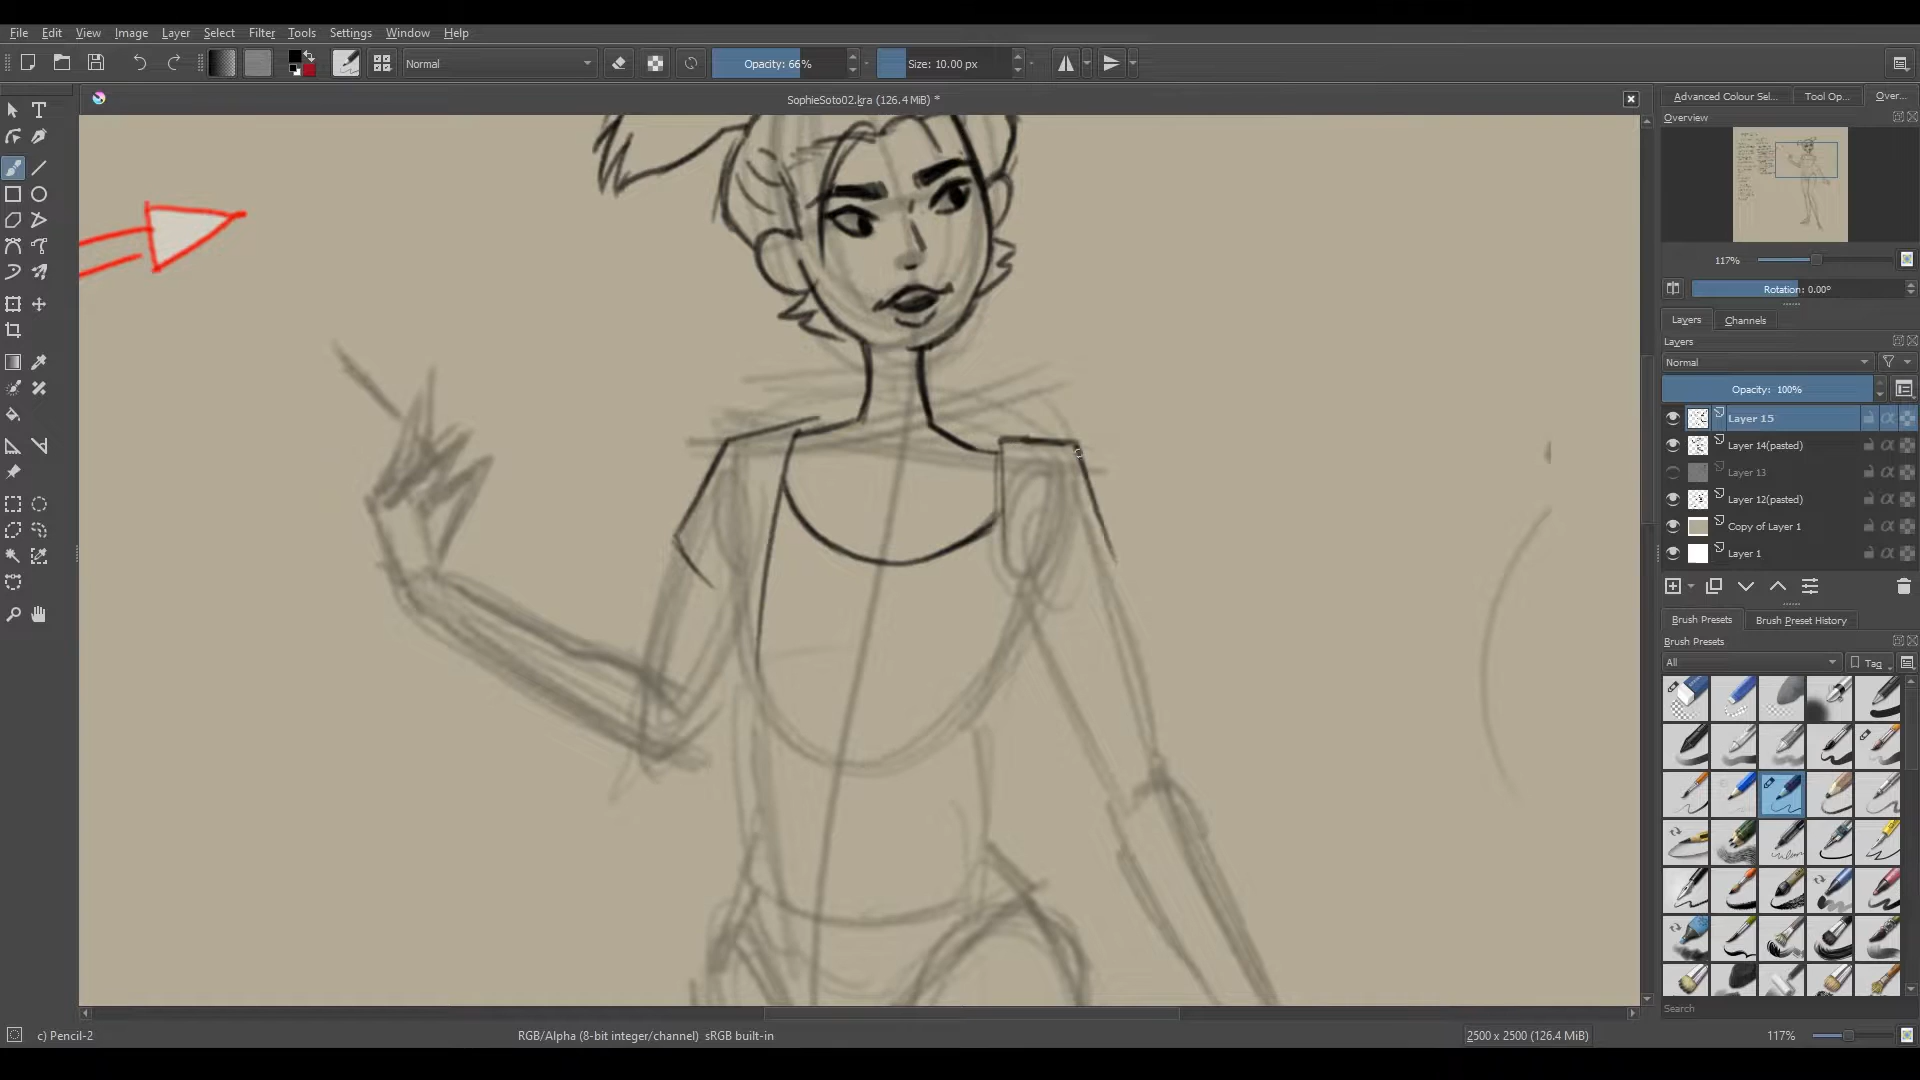 File Edit View Image Layer Select Filter Tools Settings Window Help
Normal
Opacity: 66%
Size: 10.00 px
SophieSoto02.kra (126.4 MiB) *
Advanced Colour Sel...
Tool Op...
Over...
Overview
117%
Rotation: 0.00°
Layers
Channels
Layers
Normal
Opacity: 100%
Layer 15
Layer 14(pasted)
Layer 13
Layer 12(pasted)
Copy of Layer 1
Layer 1
Brush Presets
Brush Preset History
Brush Presets
All
Tag
Search
c) Pencil-2
RGB/Alpha (8-bit integer/channel) sRGB built-in
2500 x 2500 (126.4 MiB)
117%